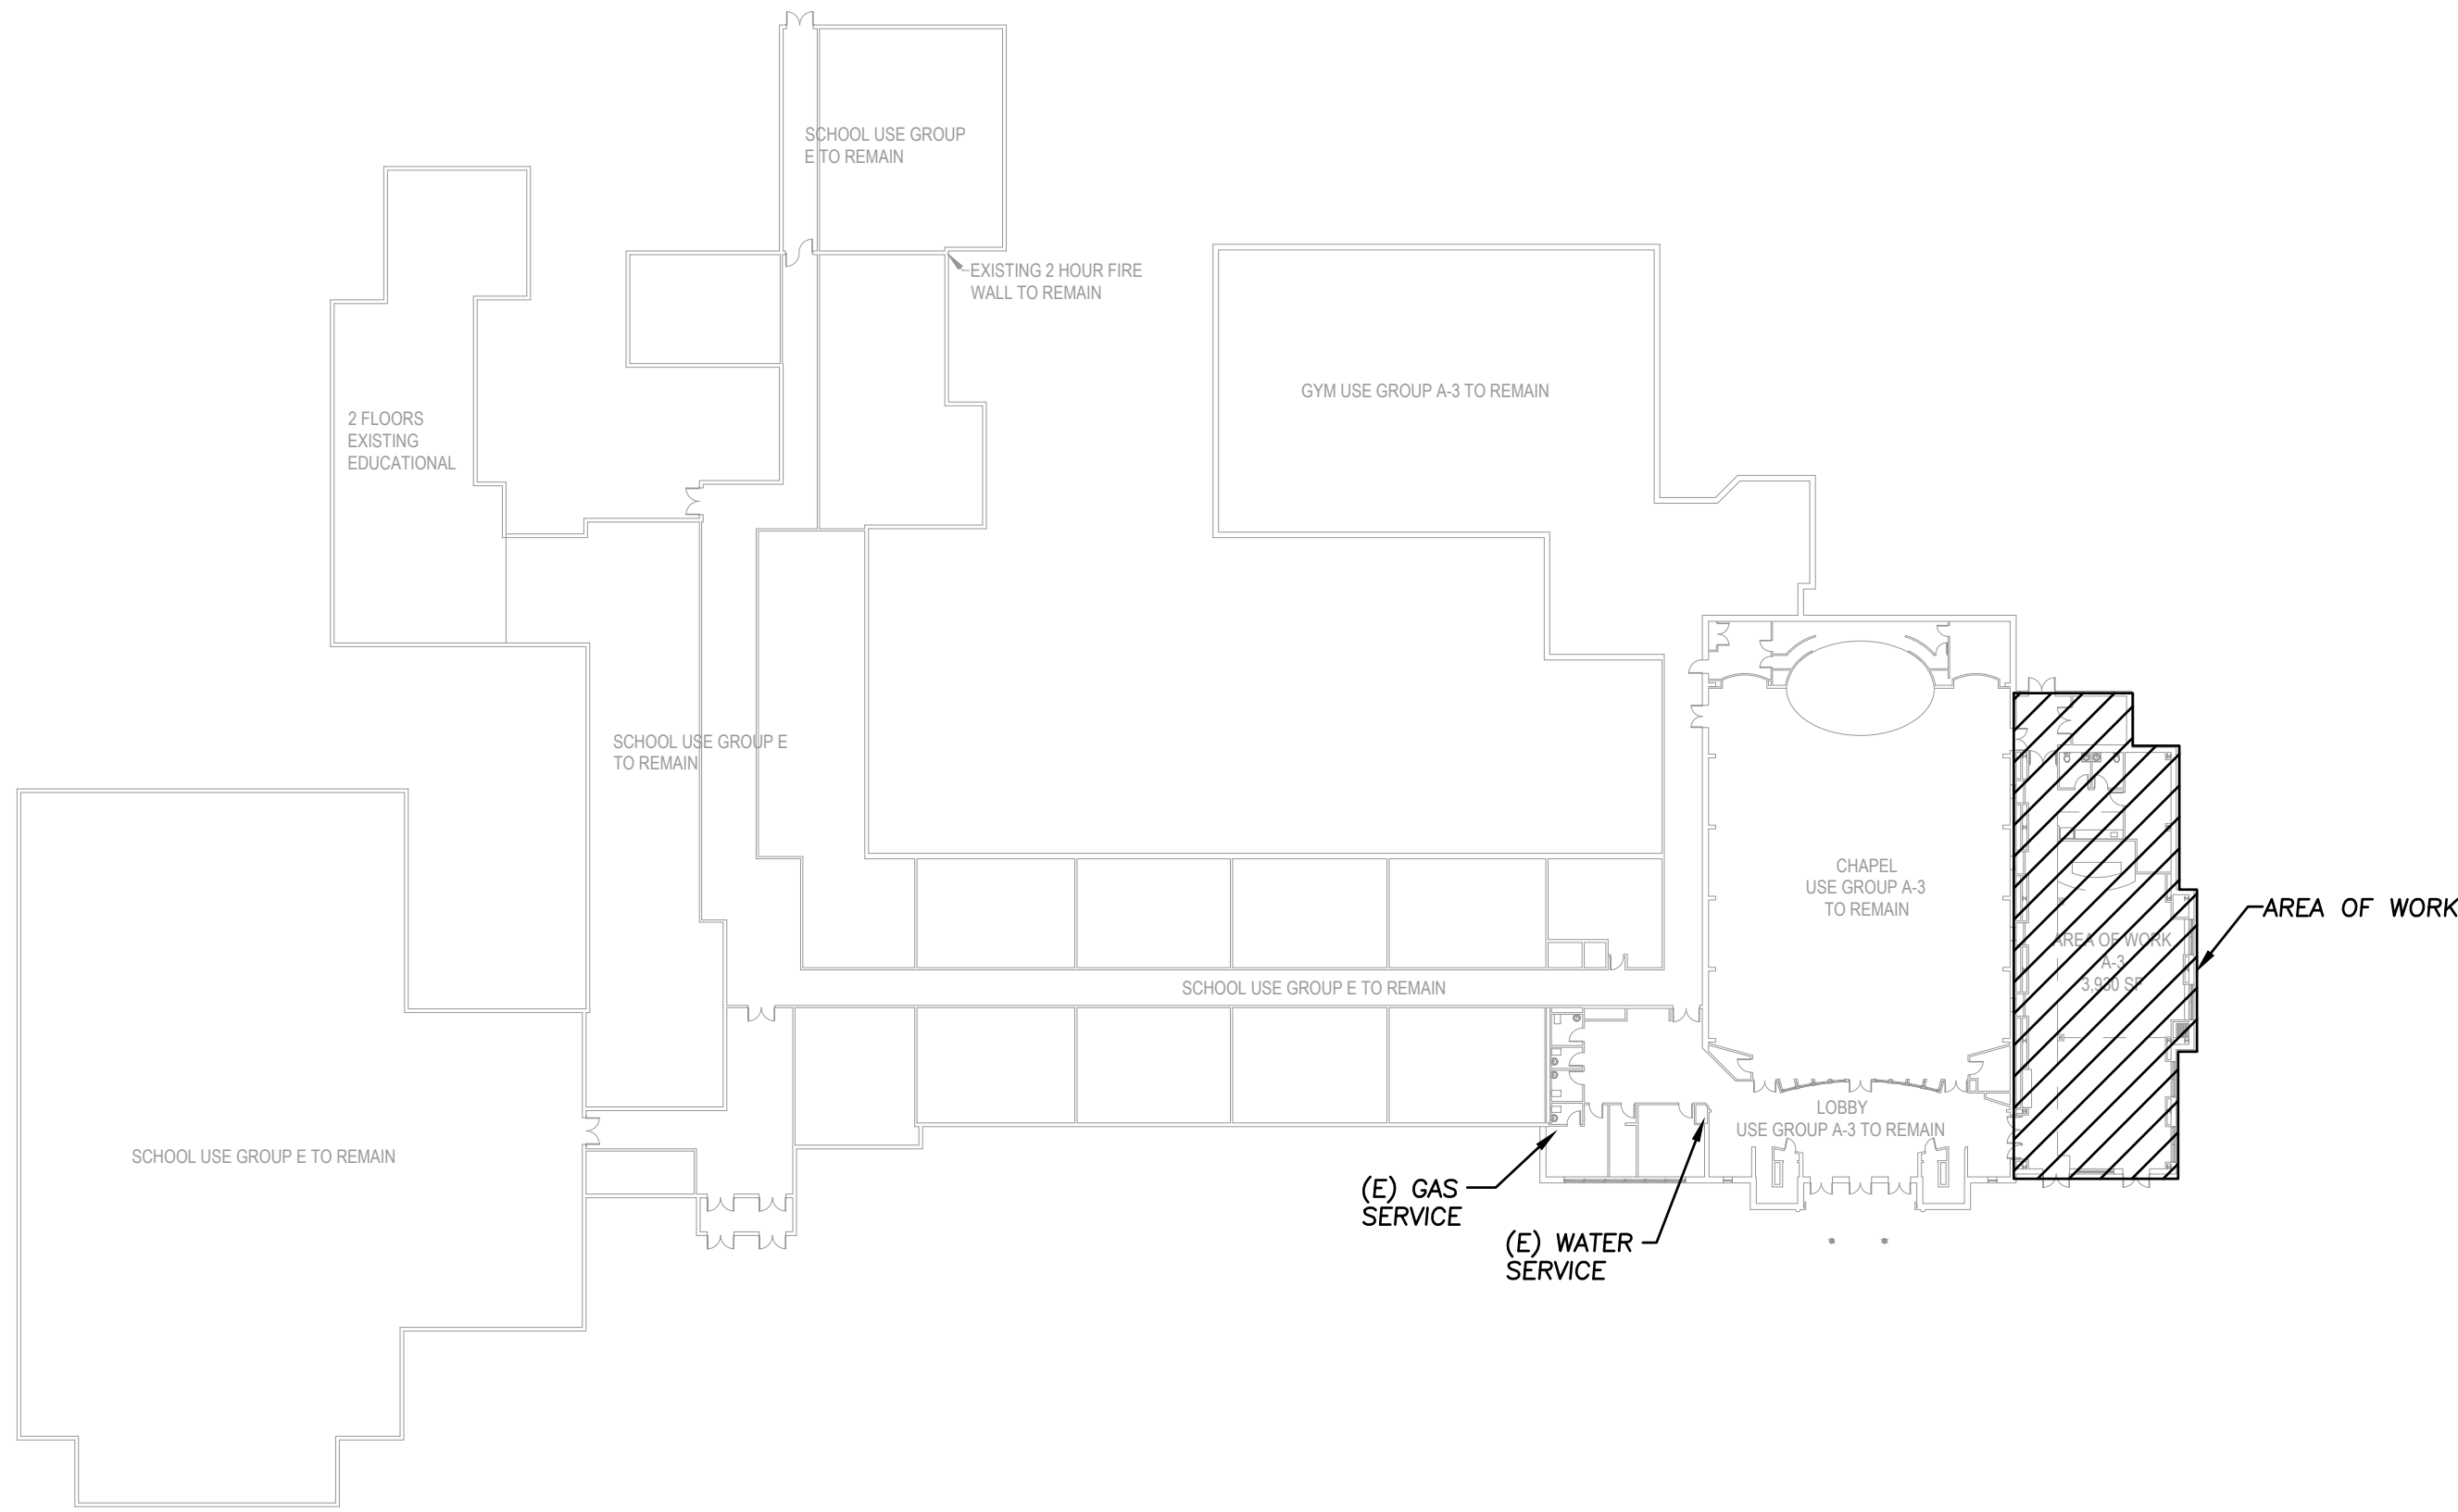 SCHOOL USE GROUP
E TO REMAIN
EXISTING 2 HOUR FIRE
WALL TO REMAIN
GYM USE GROUP A-3 TO REMAIN
2 FLOORS
EXISTING
EDUCATIONAL
SCHOOL USE GROUP E
TO REMAIN
CHAPEL
USE GROUP A-3
TO REMAIN
AREA OF WORK
AREA OF WORK
A-3
3,930 SF
SCHOOL USE GROUP E TO REMAIN
LOBBY
USE GROUP A-3 TO REMAIN
SCHOOL USE GROUP E TO REMAIN
(E) GAS
SERVICE
(E) WATER
SERVICE